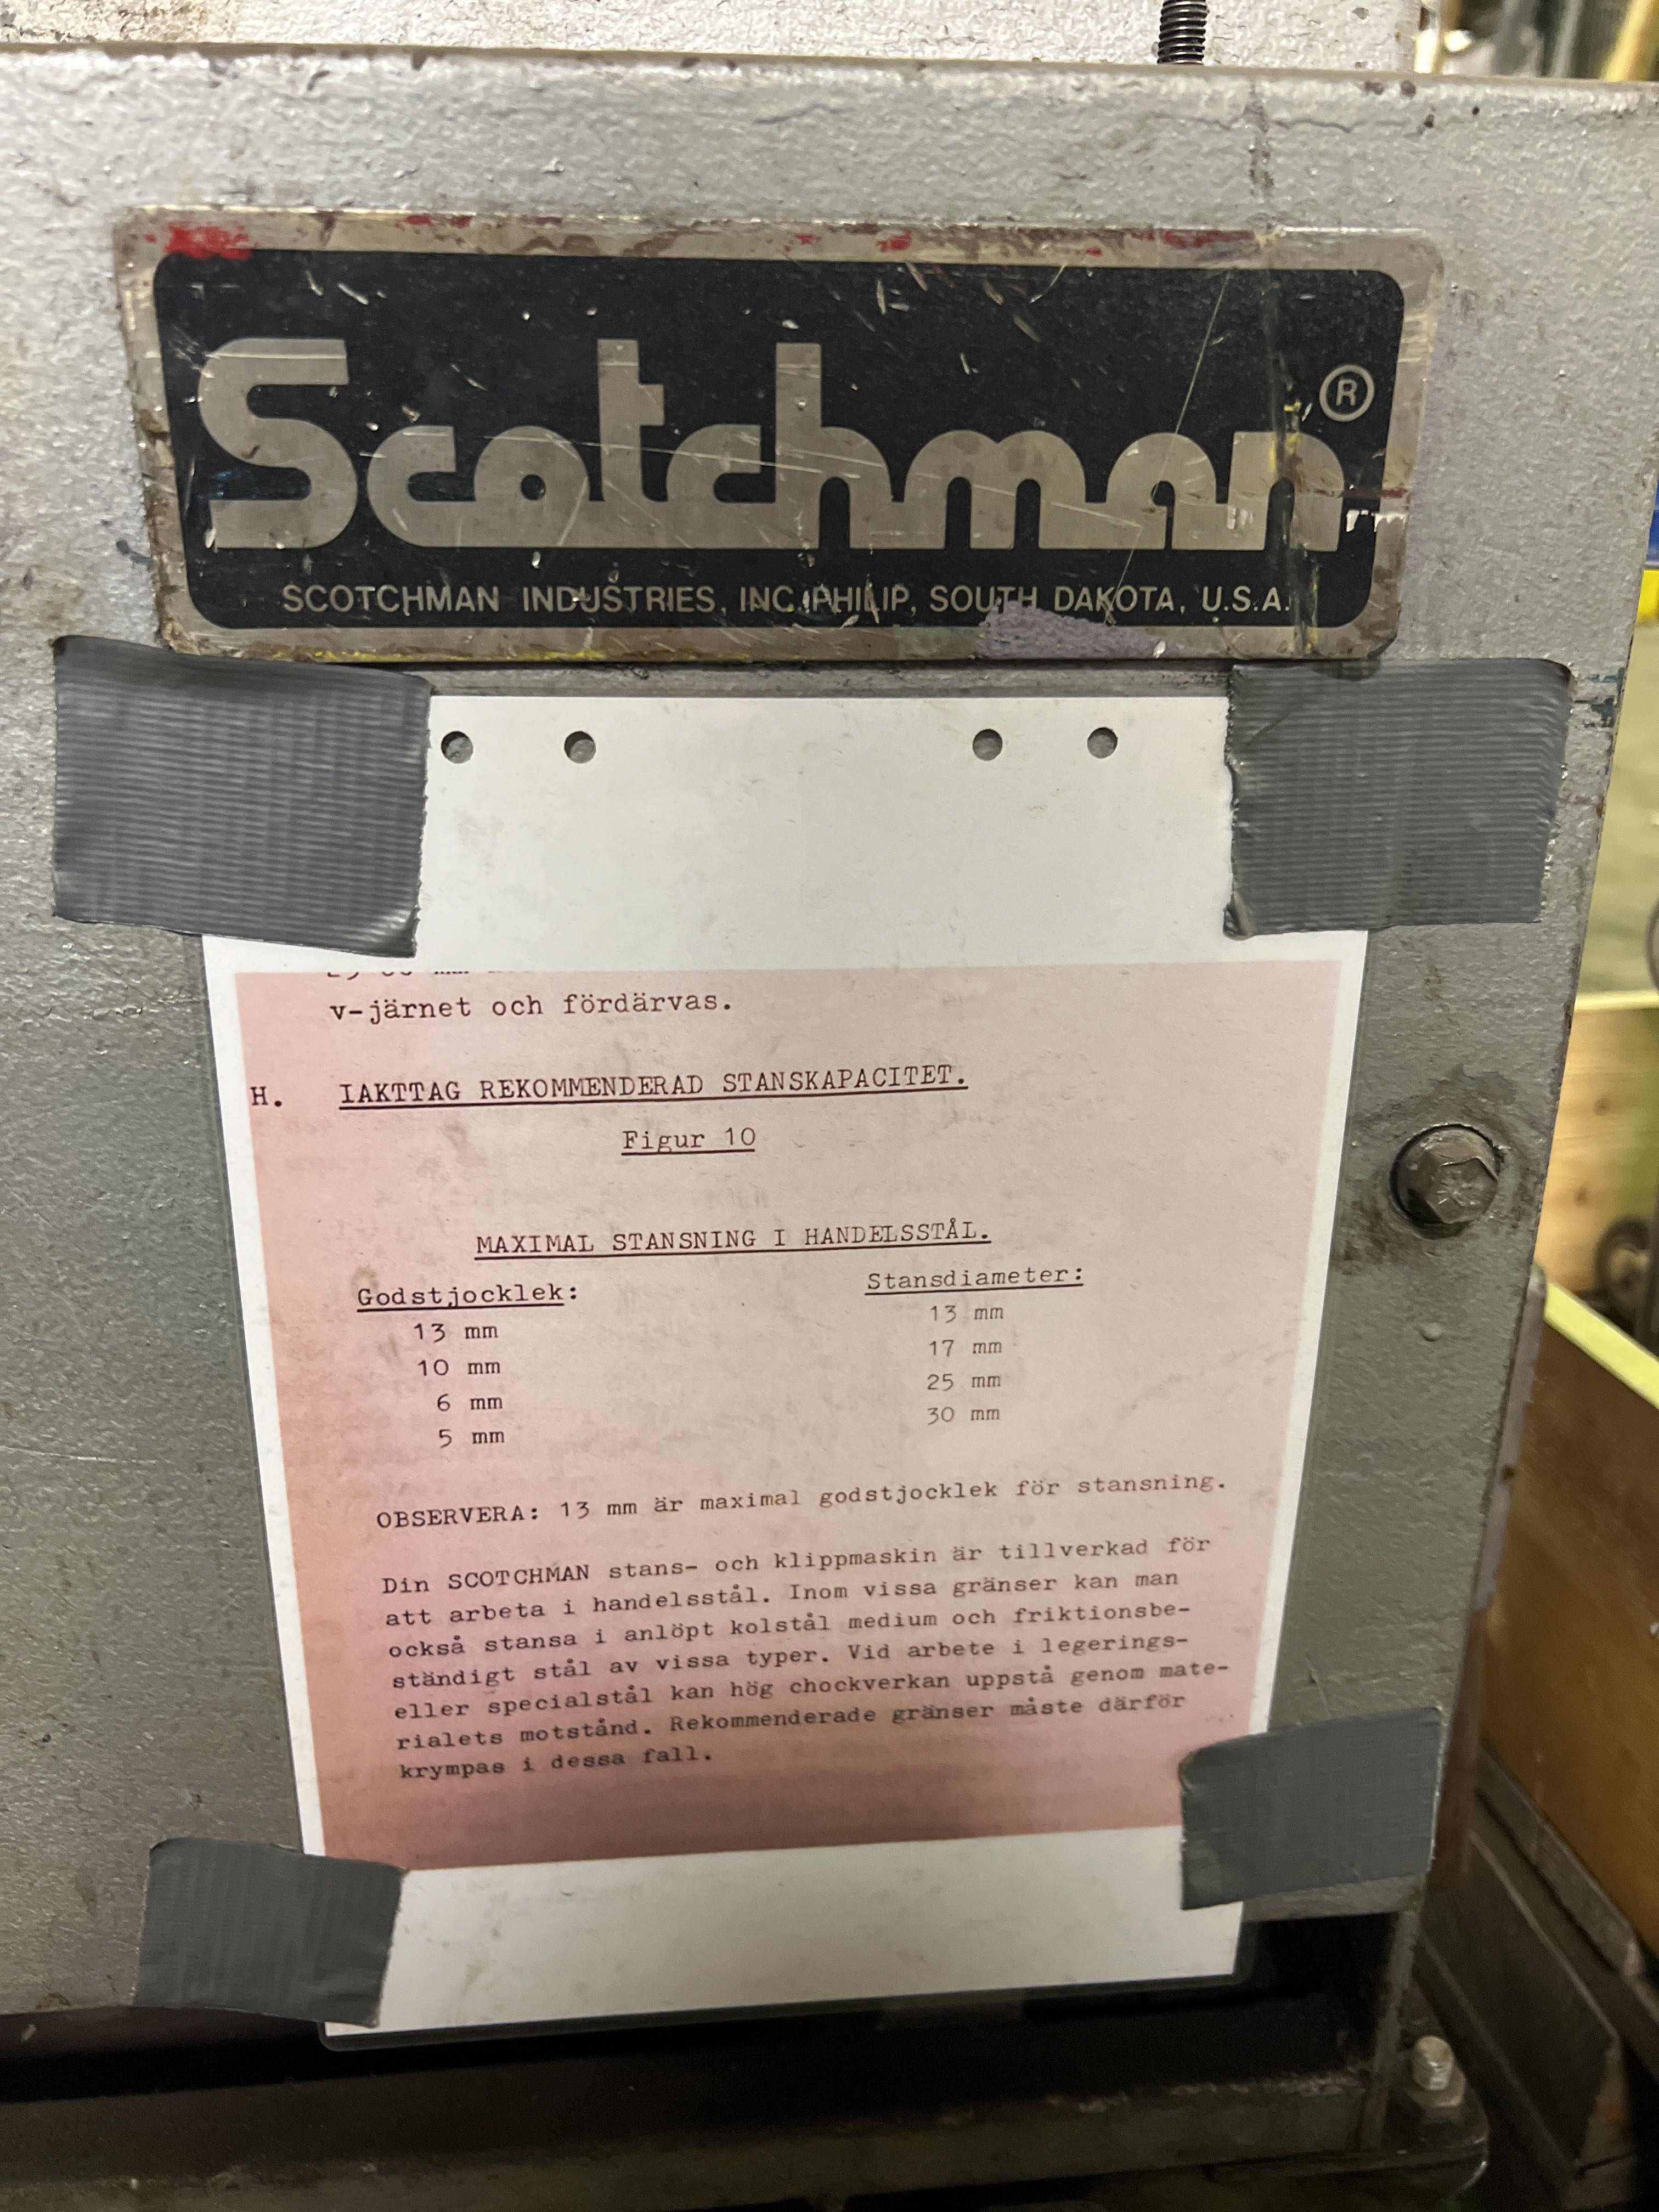 Scotchman®
SCOTCHMAN INDUSTRIES, INC. PHILIP, SOUTH DAKOTA, U.S.A.
v-järnet och fördärvas.
H. IAKTTAG REKOMMENDERAD STANSKAPACITET.
Figur 10
MAXIMAL STANSNING I HANDELSSTÅL.
Godstjocklek: Stansdiameter:
13 mm 13 mm
10 mm 17 mm
6 mm 25 mm
5 mm 30 mm
OBSERVERA: 13 mm är maximal godstjocklek för stansning.
Din SCOTCHMAN stans- och klippmaskin är tillverkad för
att arbeta i handelsstål. Inom vissa gränser kan man
också stansa i anlöpt kolstål medium och friktionsbe-
ständigt stål av vissa typer. Vid arbete i legerings-
eller specialstål kan hög chockverkan uppstå genom mate-
rialets motstånd. Rekommenderade gränser måste därför
krympas i dessa fall.